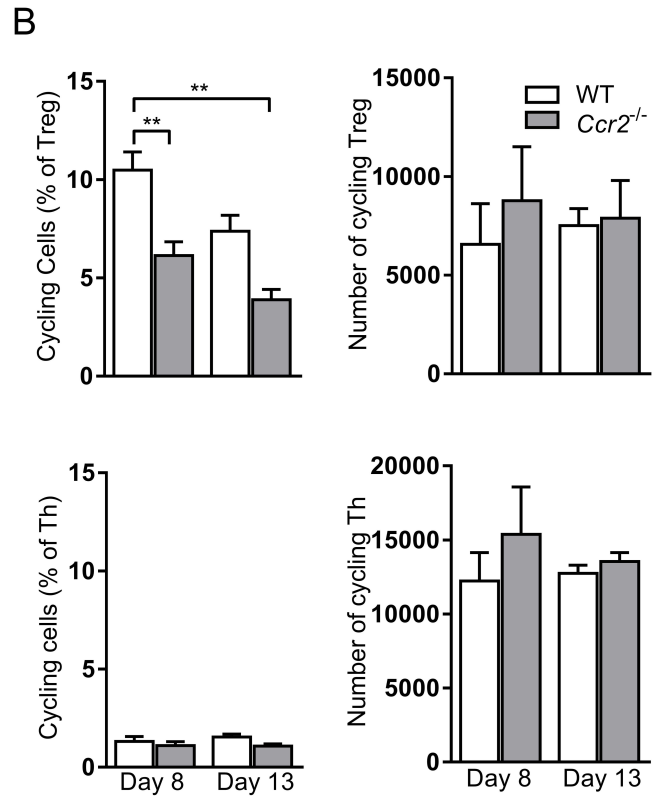 B
Cycling Cells (% of Treg)
15
10
5
0
**
**
Number of cycling Treg
15000
10000
5000
0
WT
Ccr2-/-
Cycling cells (% of Th)
15
10
5
0
Day 8 Day 13
Number of cycling Th
20000
15000
10000
5000
0
Day 8 Day 13